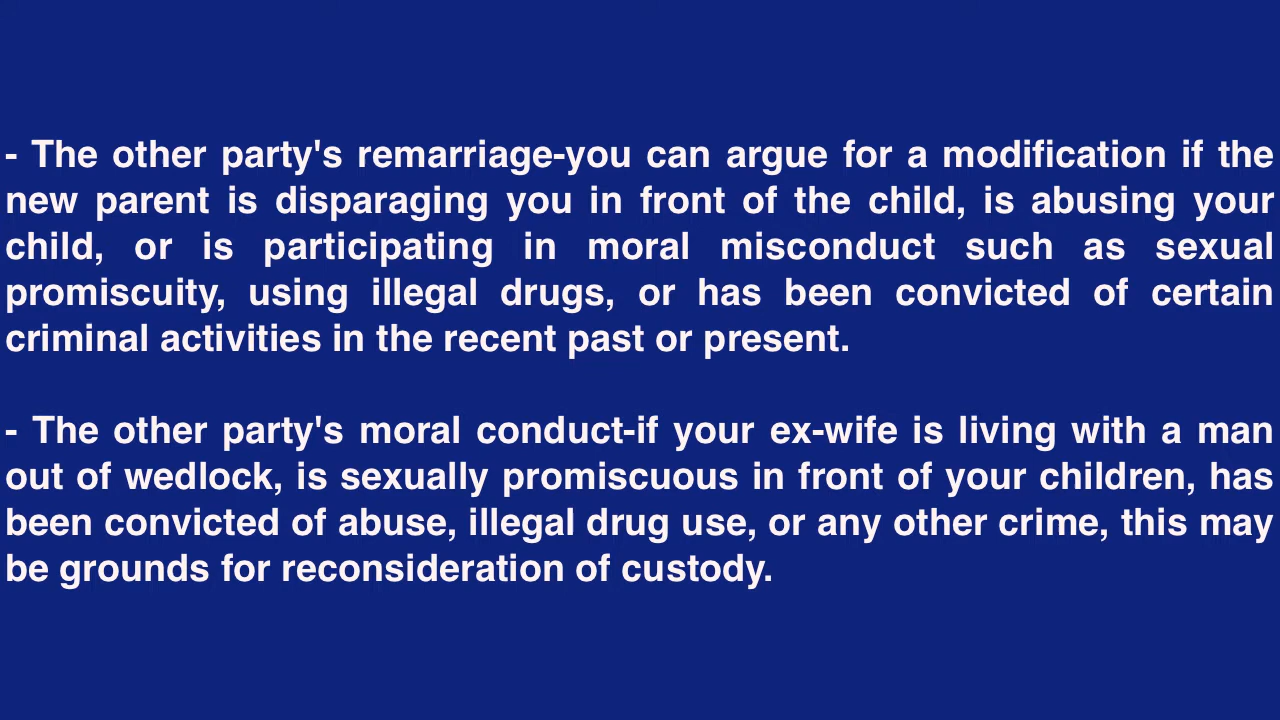 - The other party's remarriage-you can argue for a modification if the
new parent is disparaging you in front of the child, is abusing your
child, or is participating in moral misconduct such as sexual
promiscuity, using illegal drugs, or has been convicted of certain
criminal activities in the recent past or present.
- The other party's moral conduct-if your ex-wife is living with a man
out of wedlock, is sexually promiscuous in front of your children, has
been convicted of abuse, illegal drug use, or any other crime, this may
be grounds for reconsideration of custody.